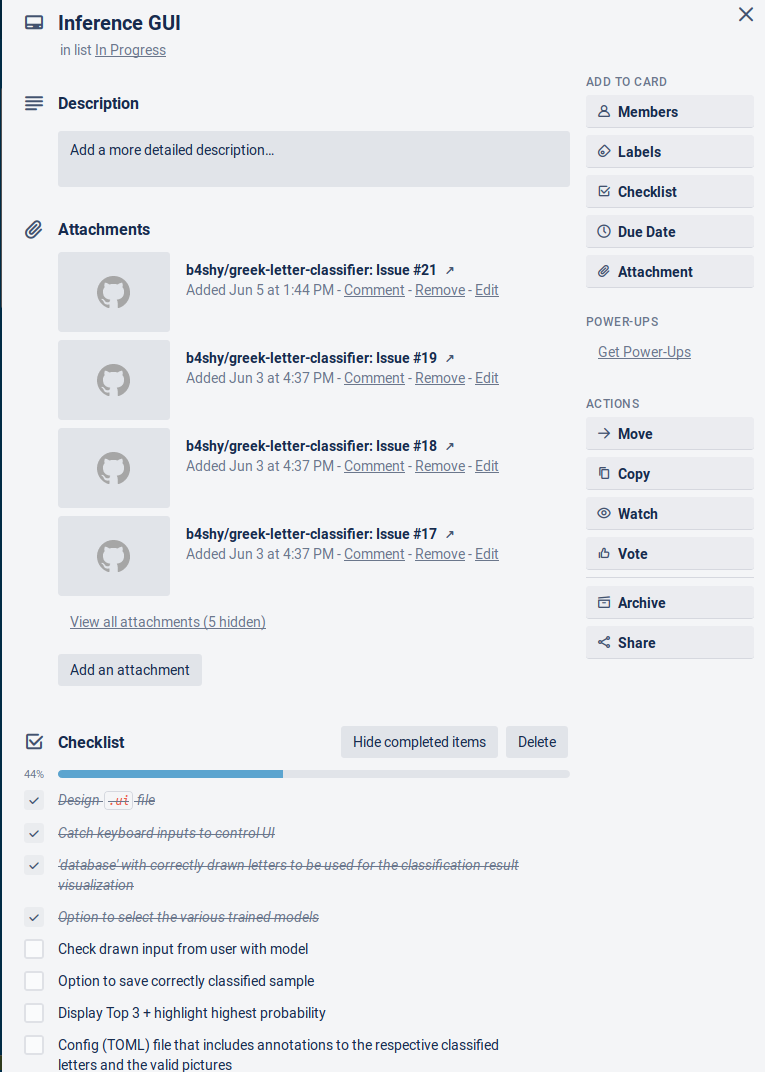 Inference GUI
in list In Progress
Description
Add a more detailed description…
Attachments
b4shy/greek-letter-classifier: Issue #21 ↗
Added Jun 5 at 1:44 PM - Comment - Remove - Edit
b4shy/greek-letter-classifier: Issue #19 ↗
Added Jun 3 at 4:37 PM - Comment - Remove - Edit
b4shy/greek-letter-classifier: Issue #18 ↗
Added Jun 3 at 4:37 PM - Comment - Remove - Edit
b4shy/greek-letter-classifier: Issue #17 ↗
Added Jun 3 at 4:37 PM - Comment - Remove - Edit
View all attachments (5 hidden)
Add an attachment
Checklist
Hide completed items
Delete
44%
Design .ui file
Catch keyboard inputs to control UI
'database' with correctly drawn letters to be used for the classification result
visualization
Option to select the various trained models
Check drawn input from user with model
Option to save correctly classified sample
Display Top 3 + highlight highest probability
Config (TOML) file that includes annotations to the respective classified
letters and the valid pictures
ADD TO CARD
Members
Labels
Checklist
Due Date
Attachment
POWER-UPS
Get Power-Ups
ACTIONS
Move
Copy
Watch
Vote
Archive
Share